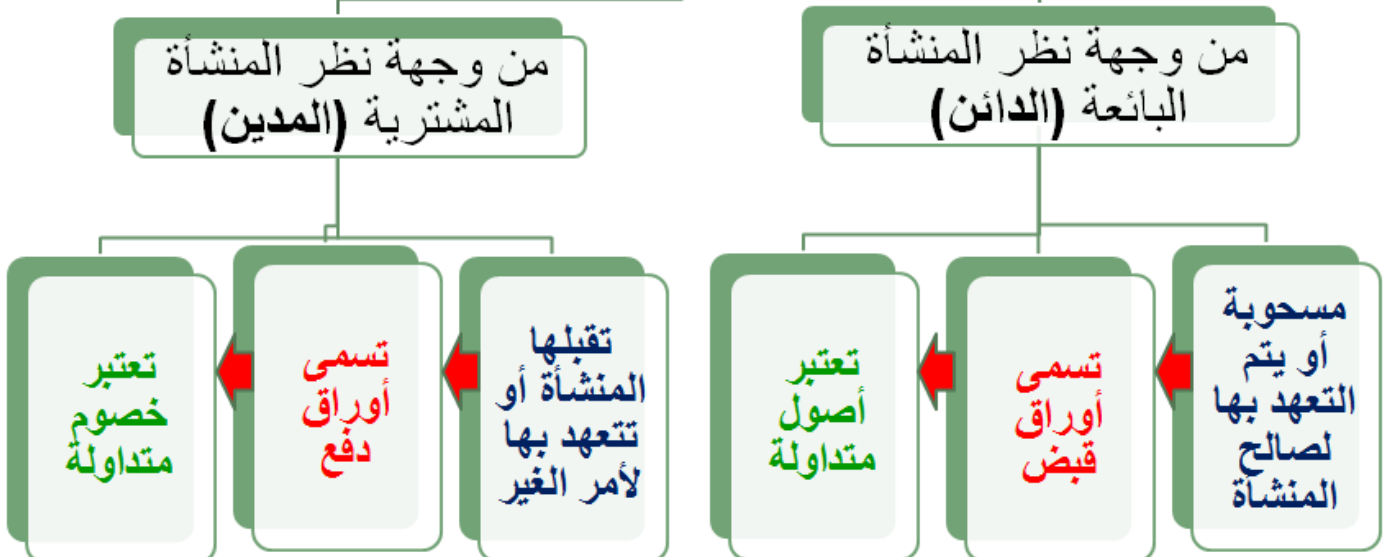 من وجهة نظر المنشأة
البائعة (الدائن)
مسحوبة
أو يتم
التعهد بها
لصالح
المنشأة
تسمى
أوراق
قبض
تعتبر
أصول
متداولة
من وجهة نظر المنشأة
المشترية (المدين)
تقبلها
المنشأة أو
تتعهد بها
لأمر الغير
تسمى
أوراق
دفع
تعتبر
خصوم
متداولة